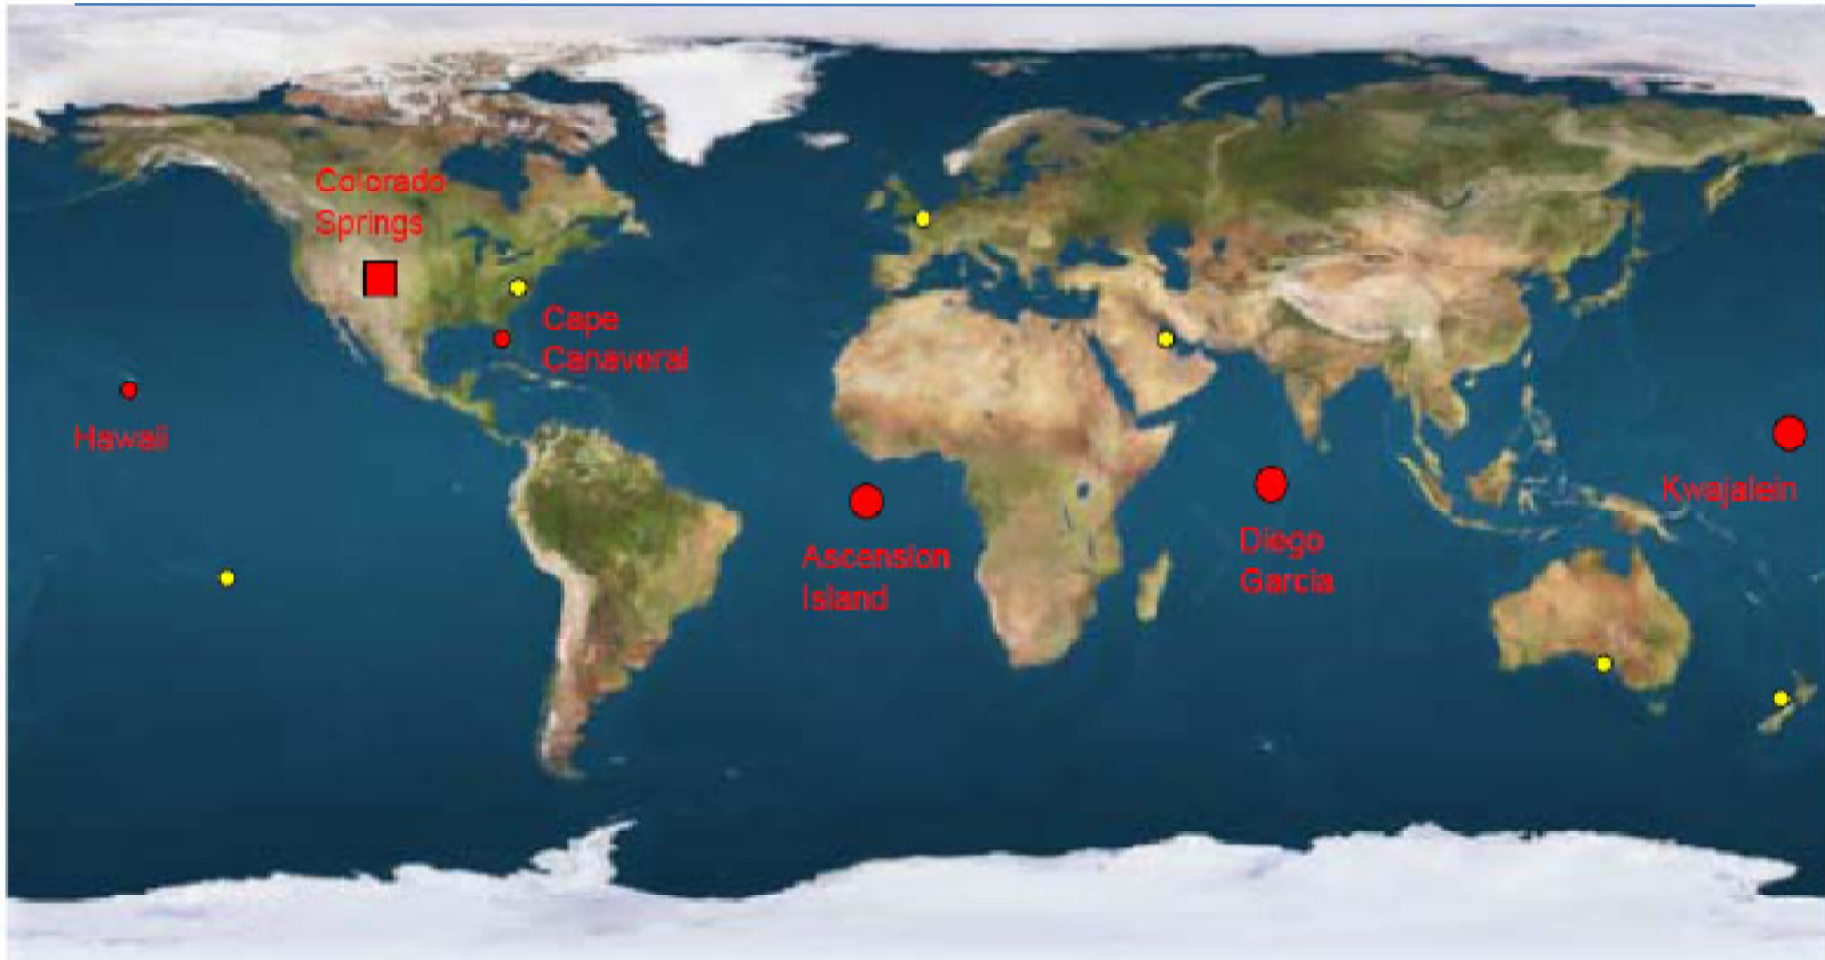 Colorado
Springs
Cape
Canaveral
Hawaii
Kwajalein
Ascension
Island
Diego
Garcia